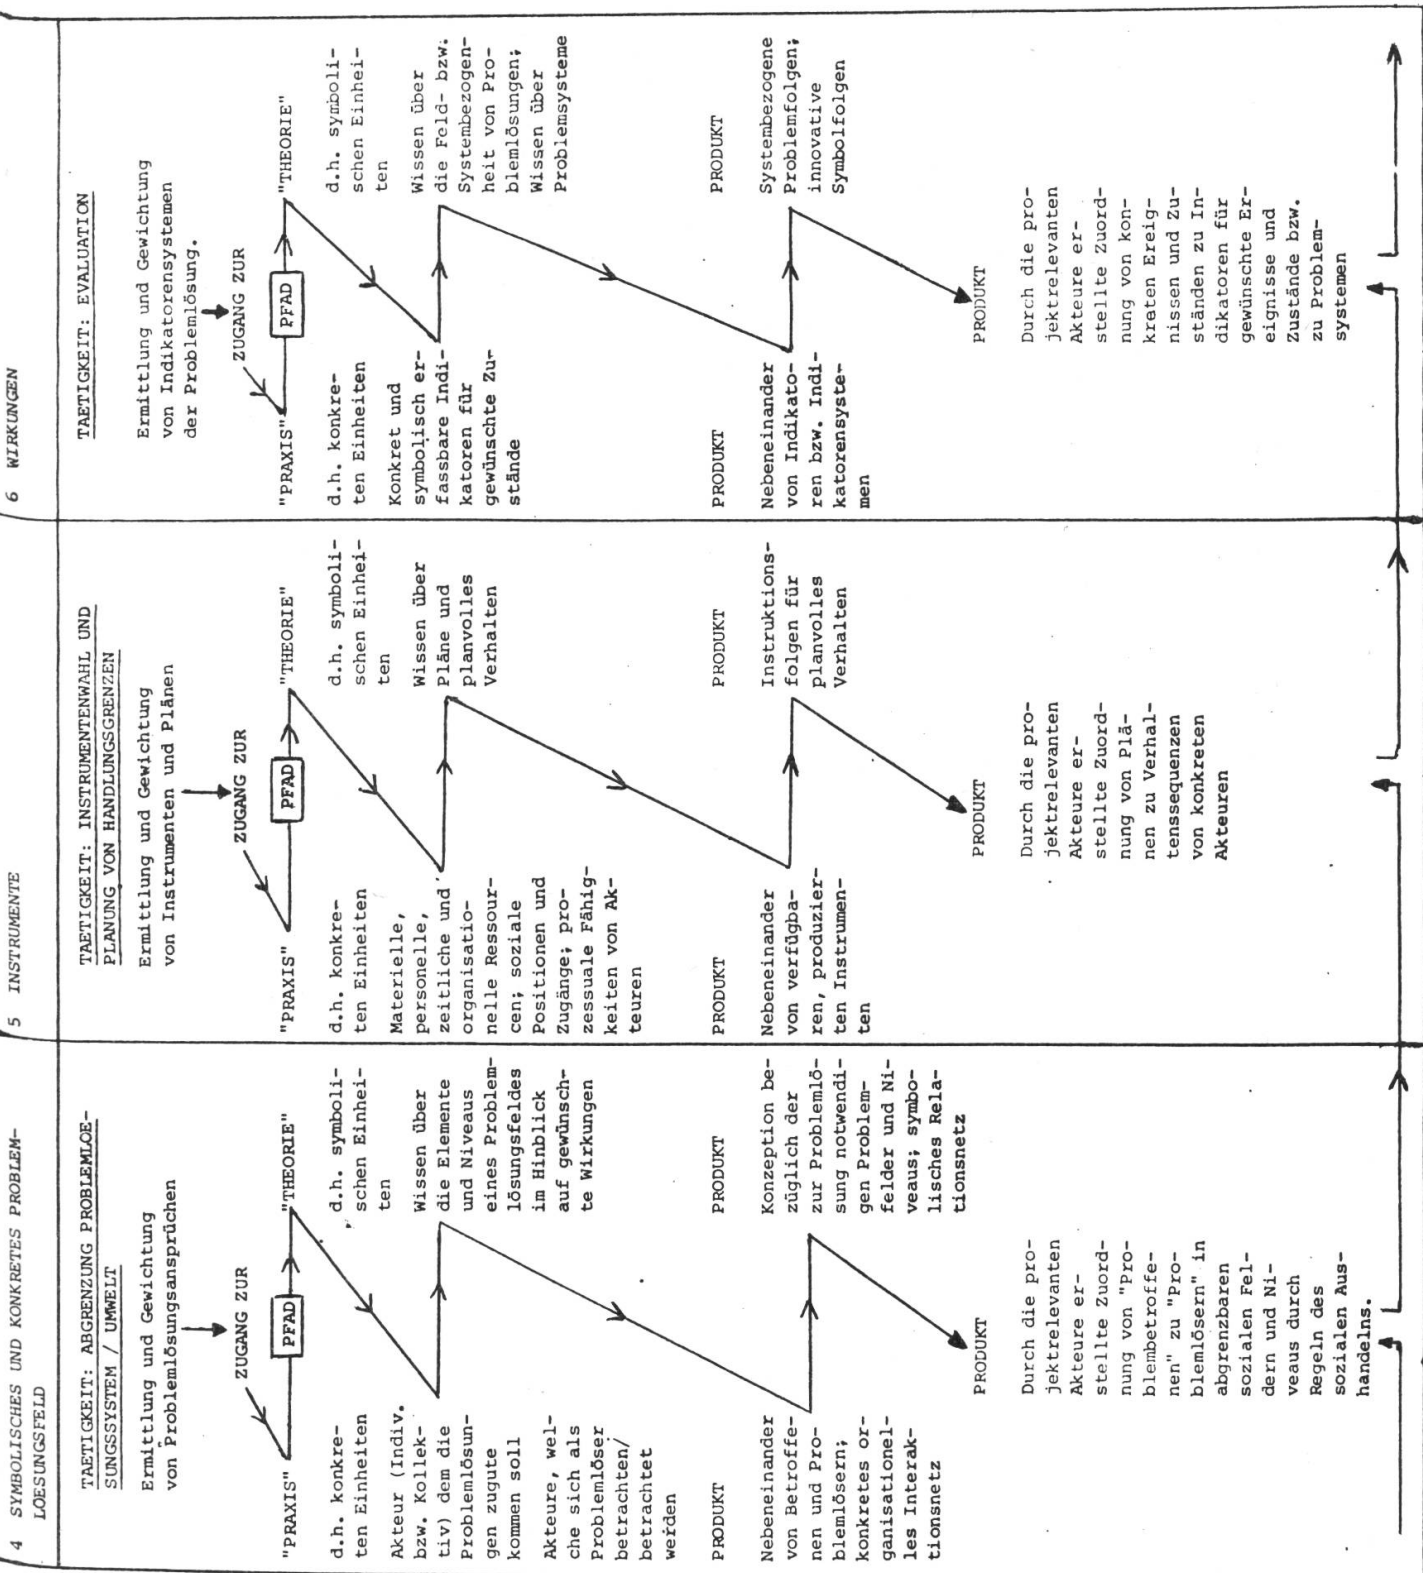 4 SYMBOLISCHES UND KONKRETES PROBLEM-
LOESUNGSFELD
TAETIGKEIT: ABGRENZUNG PROBLEMLOE-
SUNGSSYSTEM / UMWELT
Ermittlung und Gewichtung
von Problemlösungsansprüchen
ZUGANG ZUR
"PRAXIS"
PFAD
"THEORIE"
d.h. konkre-
ten Einheiten
Akteur (Indiv.
bzw. Kollek-
tiv) dem die
Problemlösun-
gen zugute
kommen soll
Akteure, wel-
che sich als
Problemlöser
betrachten/
betrachtet
werden
d.h. symboli-
schen Einhei-
ten
Wissen über
die Elemente
und Niveaus
eines Problem-
lösungsfeldes
im Hinblick
auf gewünsch-
te Wirkungen
PRODUKT
Nebeneinander
von Betroffe-
nen und Pro-
blemlösern;
konkretes or-
ganisationel-
les Interak-
tionsnetz
PRODUKT
Konzeption be-
züglich der
zur Problemlö-
sung notwendi-
gen Problem-
felder und Ni-
veaus; symbo-
lisches Rela-
tionsnetz
PRODUKT
Durch die pro-
jektrelevanten
Akteure er-
stellte Zuord-
nung von "Pro-
blembetroffe-
nen" zu "Pro-
blemlösern" in
abgrenzbaren
sozialen Fel-
dern und Ni-
veaus durch
Regeln des
sozialen Aus-
handelns.
5 INSTRUMENTE
TAETIGKEIT: INSTRUMENTENWAHL UND
PLANUNG VON HANDLUNGSGRENZEN
Ermittlung und Gewichtung
von Instrumenten und Plänen
ZUGANG ZUR
"PRAXIS"
PFAD
"THEORIE"
d.h. konkre-
ten Einheiten
Materielle,
personelle,
zeitliche und
organisatio-
nelle Ressour-
cen; soziale
Positionen und
Zugänge; pro-
zessuale Fähig-
keiten von Ak-
teuren
d.h. symboli-
schen Einhei-
ten
Wissen über
Pläne und
planvolles
Verhalten
PRODUKT
Nebeneinander
von verfügba-
ren, produzier-
ten Instrumen-
ten
PRODUKT
Instruktions-
folgen für
planvolles
Verhalten
PRODUKT
Durch die pro-
jektrelevanten
Akteure er-
stellte Zuord-
nung von Plä-
nen zu Verhal-
tenssequenzen
von konkreten
Akteuren
6 WIRKUNGEN
TAETIGKEIT: EVALUATION
Ermittlung und Gewichtung
von Indikatorensystemen
der Problemlösung.
ZUGANG ZUR
"PRAXIS"
PFAD
"THEORIE"
d.h. konkre-
ten Einheiten
Konkret und
symbolisch er-
fassbare Indi-
katoren für
gewünschte Zu-
stände
d.h. symboli-
schen Einhei-
ten
Wissen über
die Feld- bzw.
Systembezogen-
heit von Pro-
blemlösungen;
Wissen über
Problemsysteme
PRODUKT
Nebeneinander
von Indikato-
ren bzw. Indi-
katorensyste-
men
PRODUKT
Systembezogene
Problemfolgen;
innovative
Symbolfolgen
PRODUKT
Durch die pro-
jektrelevanten
Akteure er-
stellte Zuord-
nung von kon-
kreten Ereig-
nissen und Zu-
ständen zu In-
dikatoren für
gewünschte Er-
eignisse und
Zustände bzw.
zu Problem-
systemen